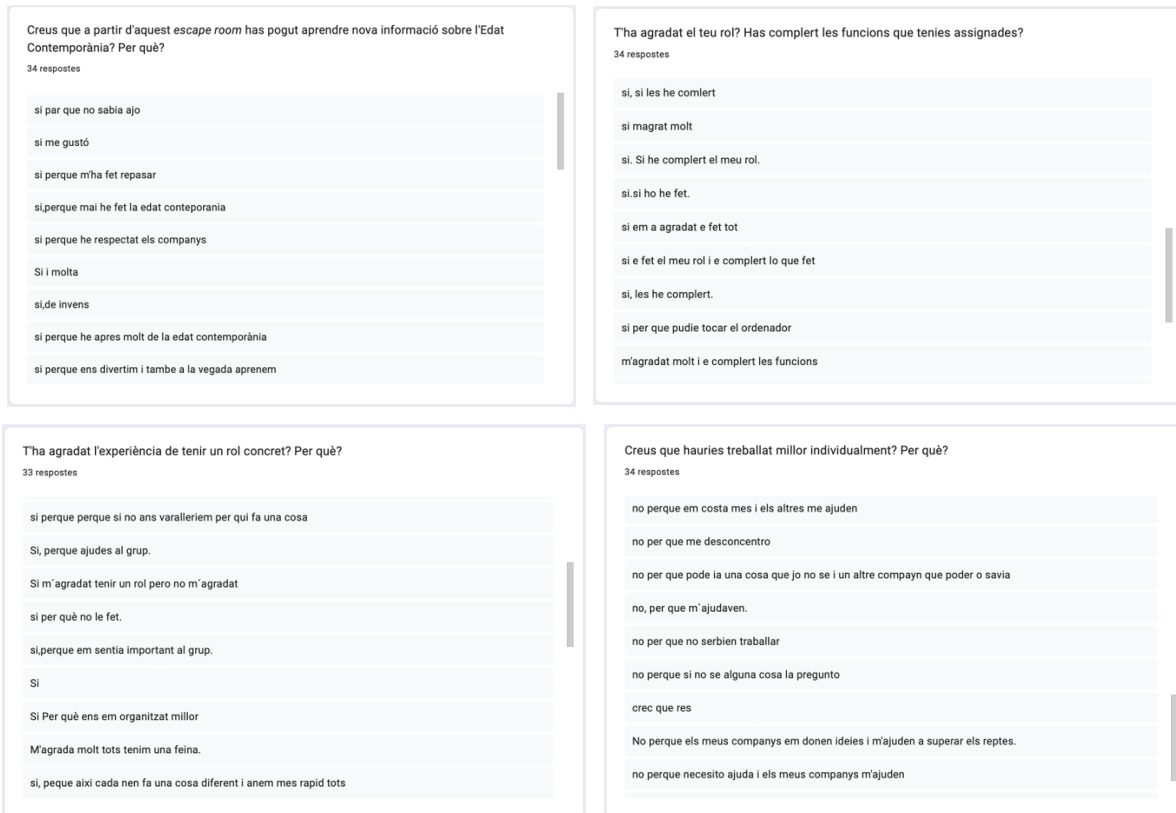 Creus que a partir d'aquest escape room has pogut aprendre nova informació sobre l'Edat
Contemporània? Per què?
34 respostes
si par que no sabia ajo
si me gustó
si perque m'ha fet repasar
si,perque mai he fet la edat conteporania
si perque he respectat els companys
Si i molta
si,de invens
si perque he apres molt de la edat contemporània
si perque ens divertim i tambe a la vegada aprenem
T'ha agradat el teu rol? Has complert les funcions que tenies assignades?
34 respostes
si, si les he comlert
si magrat molt
si. Si he complert el meu rol.
si.si ho he fet.
si em a agradat e fet tot
si e fet el meu rol i e complert lo que fet
si, les he complert.
si per que pudie tocar el ordenador
m'agradat molt i e complert les funcions
T'ha agradat l'experiència de tenir un rol concret? Per què?
33 respostes
si perque perque si no ans varalleriem per qui fa una cosa
Si, perque ajudes al grup.
Si m´agradat tenir un rol pero no m´agradat
si per què no le fet.
si,perque em sentia important al grup.
Si
Si Per què ens em organitzat millor
M'agrada molt tots tenim una feina.
si, peque aixi cada nen fa una cosa diferent i anem mes rapid tots
Creus que hauries treballat millor individualment? Per què?
34 respostes
no perque em costa mes i els altres me ajuden
no per que me desconcentro
no per que pode ia una cosa que jo no se i un altre compayn que poder o savia
no, per que m`ajudaven.
no per que no serbien traballar
no perque si no se alguna cosa la pregunto
crec que res
No perque els meus companys em donen ideies i m'ajuden a superar els reptes.
no perque necesito ajuda i els meus companys m'ajuden